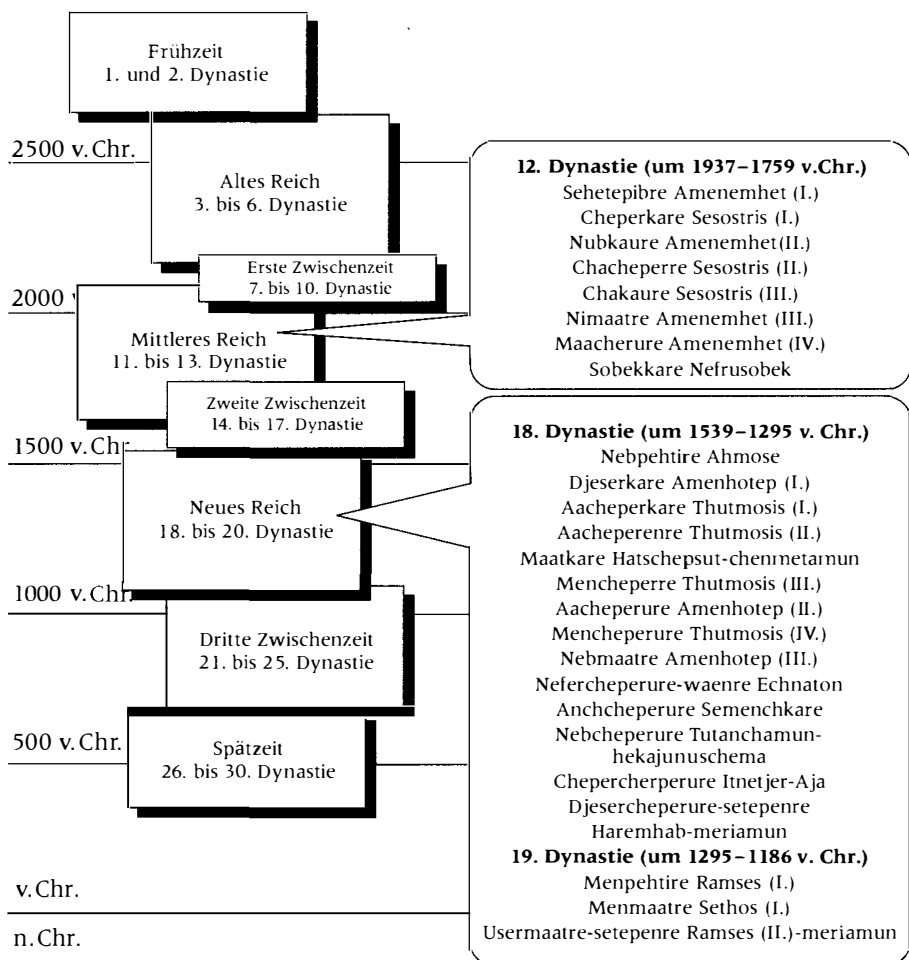 Frühzeit
1. und 2. Dynastie
2500 v.Chr.
Altes Reich
3. bis 6. Dynastie
Erste Zwischenzeit
7. bis 10. Dynastie
2000 v
Mittleres Reich
11. bis 13. Dynastie
Zweite Zwischenzeit
14. bis 17. Dynastie
1500 v.Chr
Neues Reich
18. bis 20. Dynastie
1000 v.Chr.
Dritte Zwischenzeit
21. bis 25. Dynastie
500 v.Chr.
Spätzeit
26. bis 30. Dynastie
v.Chr.
n.Chr.
12. Dynastie (um 1937–1759 v.Chr.)
Sehetepibre Amenemhet (I.)
Cheperkare Sesostris (I.)
Nubkaure Amenemhet(II.)
Chacheperre Sesostris (II.)
Chakaure Sesostris (III.)
Nimaatre Amenemhet (III.)
Maacherure Amenemhet (IV.)
Sobekkare Nefrusobek
18. Dynastie (um 1539–1295 v. Chr.)
Nebpehtire Ahmose
Djeserkare Amenhotep (I.)
Aacheperkare Thutmosis (I.)
Aacheperenre Thutmosis (II.)
Maatkare Hatschepsut-chenmetamun
Mencheperre Thutmosis (III.)
Aacheperure Amenhotep (II.)
Mencheperure Thutmosis (IV.)
Nebmaatre Amenhotep (III.)
Nefercheperure-waenre Echnaton
Anchcheperure Semenchkare
Nebcheperure Tutanchamun-
hekajunuschema
Chepercherperure Itnetjer-Aja
Djesercheperure-setepenre
Haremhab-meriamun
19. Dynastie (um 1295–1186 v. Chr.)
Menpehtire Ramses (I.)
Menmaatre Sethos (I.)
Usermaatre-setepenre Ramses (II.)-meriamun